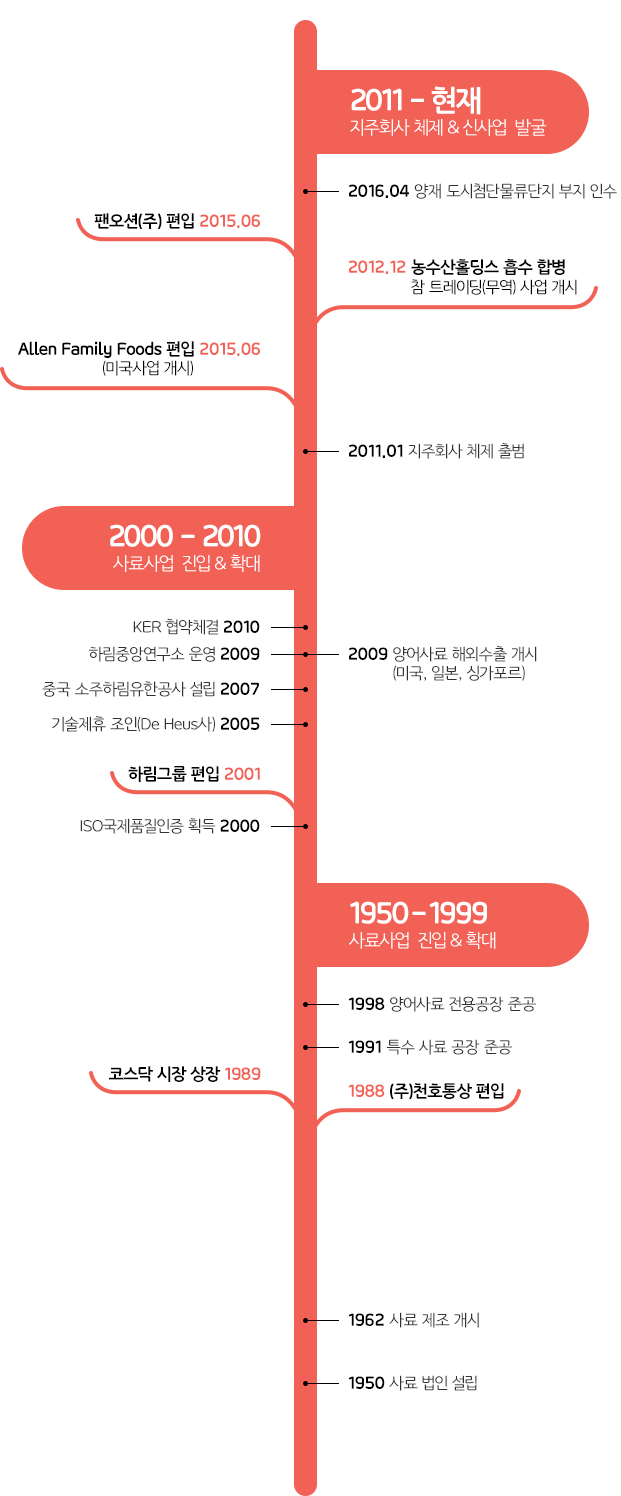 2011 - 현재
지주회사 체제 & 신사업 발굴
2016.04 양재 도시첨단물류단지 부지 인수
팬오션(주) 편입 2015.06
2012.12 농수산홀딩스 흡수 합병
참 트레이딩(무역) 사업 개시
Allen Family Foods 편입 2015.06
(미국사업 개시)
2011.01 지주회사 체제 출범
2000 - 2010
사료사업 진입 & 확대
KER 협약체결 2010
하림중앙연구소 운영 2009
2009 양어사료 해외수출 개시
(미국, 일본, 싱가포르)
중국 소주하림유한공사 설립 2007
기술제휴 조인(De Heus사) 2005
하림그룹 편입 2001
ISO국제품질인증 획득 2000
1950 - 1999
사료사업 진입 & 확대
1998 양어사료 전용공장 준공
1991 특수 사료 공장 준공
코스닥 시장 상장 1989
1988 (주)천호통상 편입
1962 사료 제조 개시
1950 사료 법인 설립